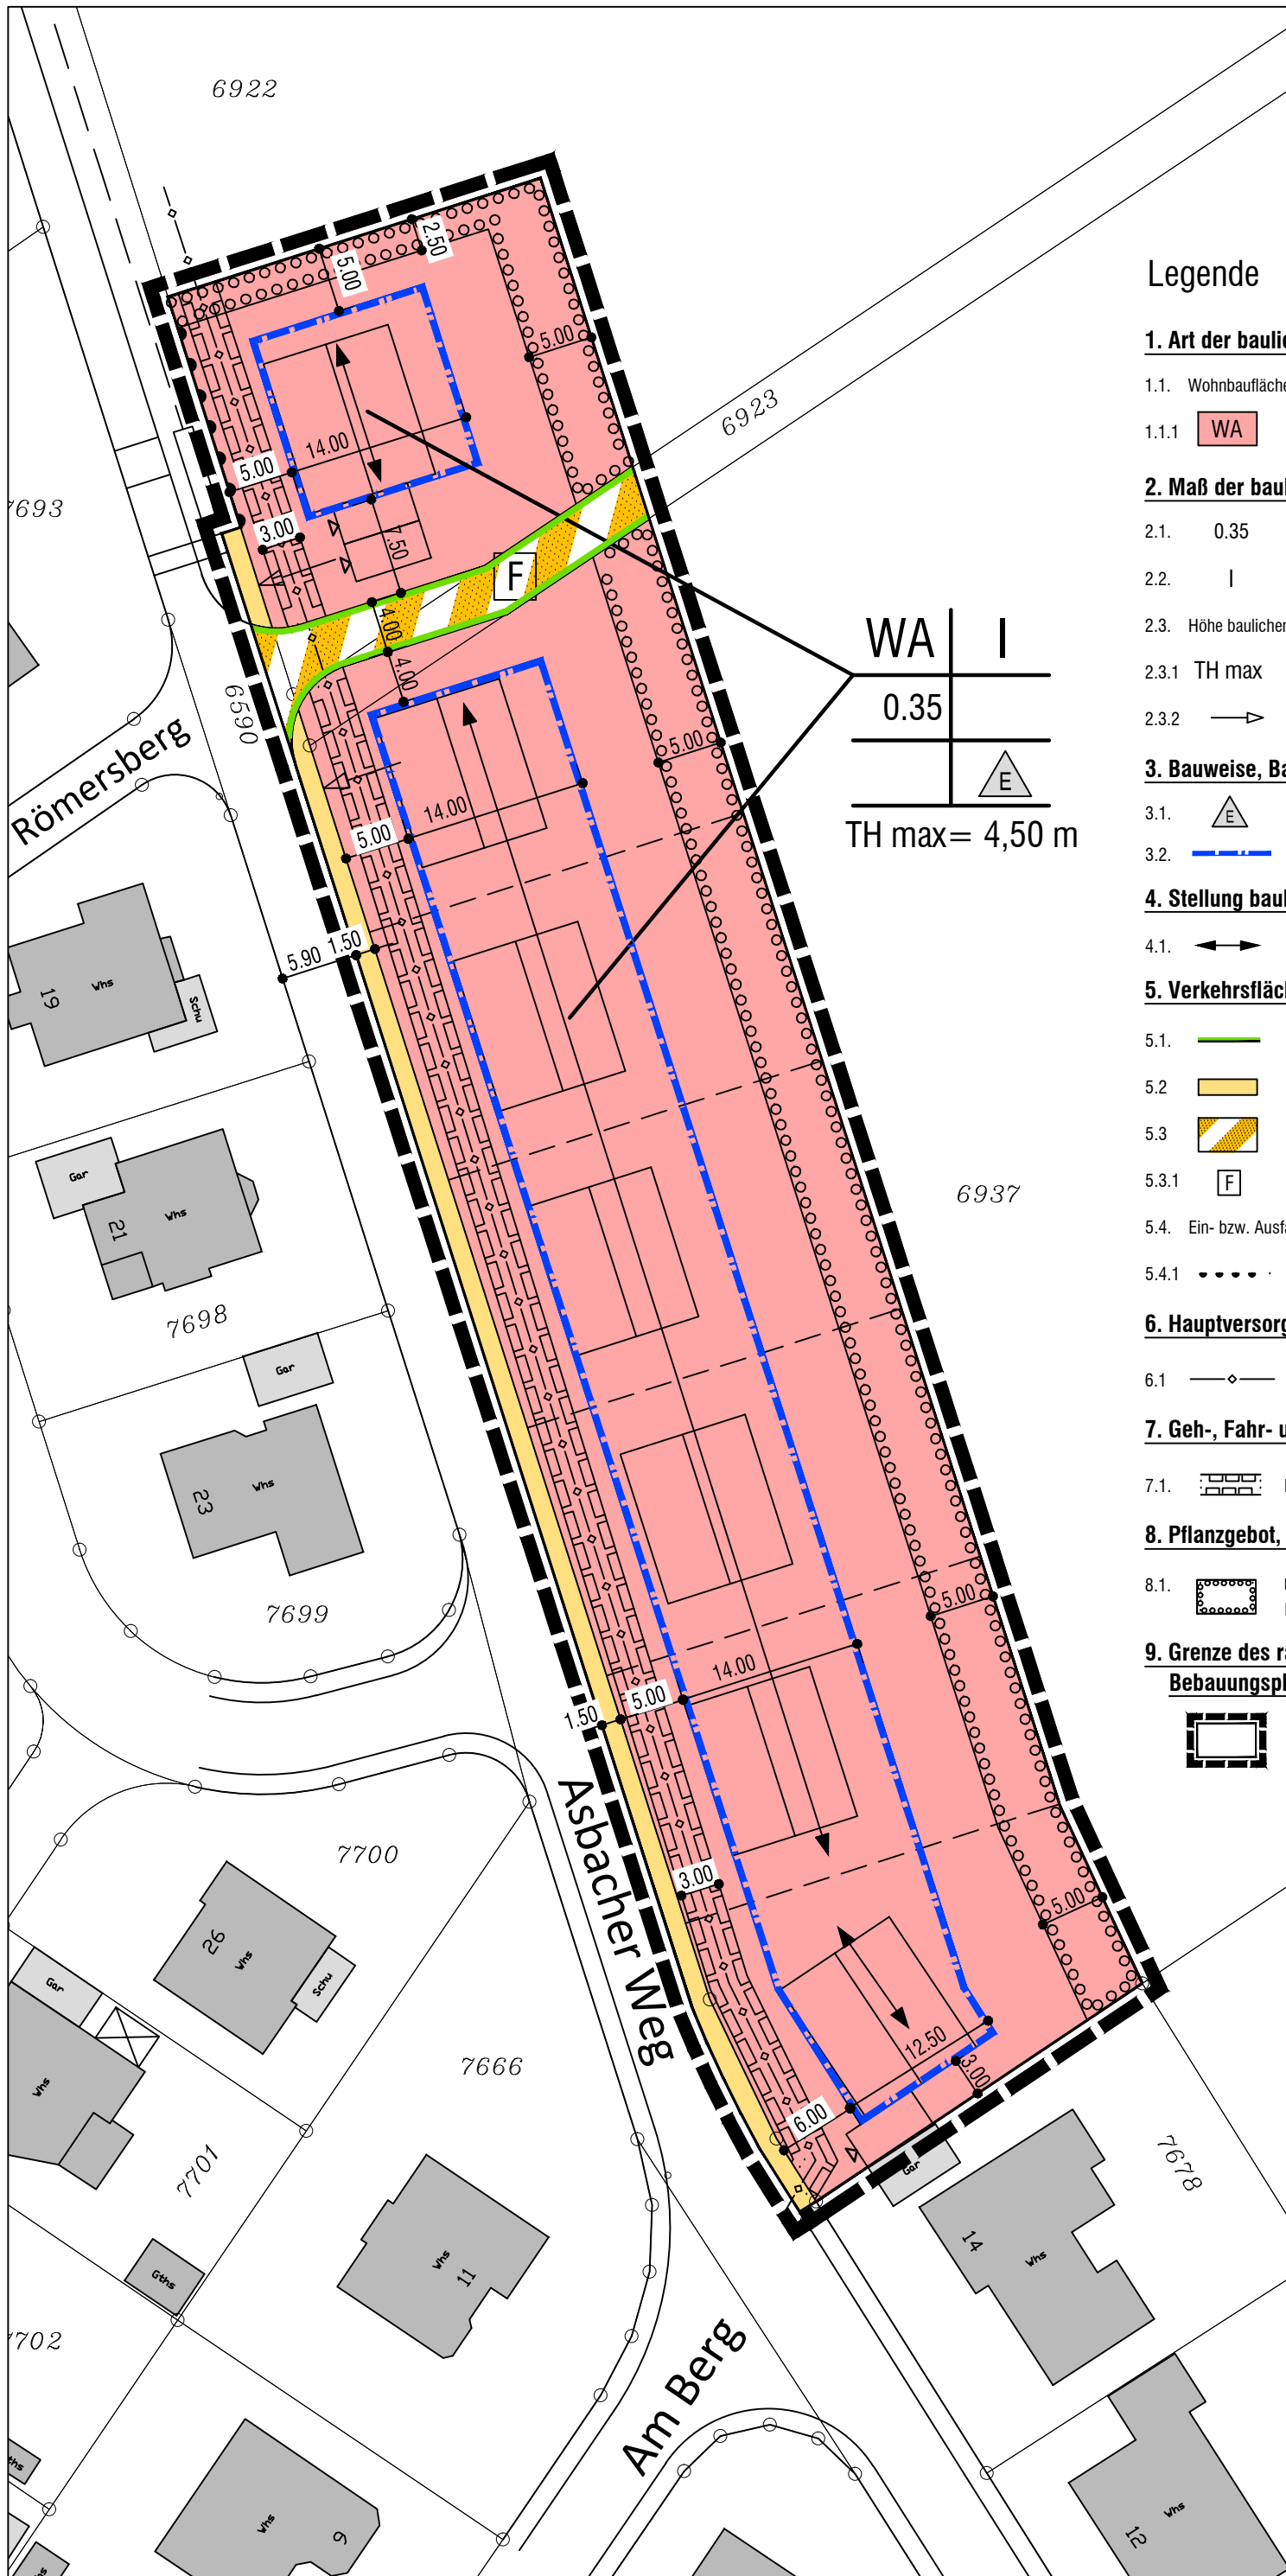 6922
2.50
5.00
5.00
14.00
5.00
3.00
7.50
6923
7693
F
4.00
4.00
6590
Römersberg
WA I
0.35
E
TH max= 4,50 m
5.00
14.00
5.00
5.90 1.50
19
Whs
Schu
Gar
21
Whs
7698
6937
Gar
23
Whs
7699
5.00
14.00
5.00
1.50
Asbacher Weg
3.00
5.00
7700
26
Whs
Schu
Gar
Whs
7666
12.50
3.00
6.00
7701
Gar
7678
14
Whs
Whs
11
Gths
7702
Am Berg
Whs
9
12
Whs
Legende
1. Art der baulic
1.1. Wohnbaufläche
1.1.1 WA
2. Maß der baul
2.1. 0.35
2.2. I
2.3. Höhe bauliche
2.3.1 TH max
2.3.2
3. Bauweise, Ba
3.1. E
3.2.
4. Stellung baul
4.1.
5. Verkehrsfläch
5.1.
5.2
5.3
5.3.1 F
5.4. Ein- bzw. Ausfa
5.4.1
6. Hauptversorg
6.1
7. Geh-, Fahr- u
7.1.
8. Pflanzgebot,
8.1.
9. Grenze des rä
Bebauungspl